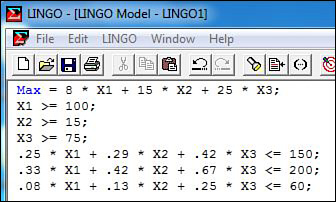 LINGO - [LINGO Model - LINGO1]
File Edit LINGO Window Help
Max = 8 * X1 + 15 * X2 + 25 * X3;
X1 >= 100;
X2 >= 15;
X3 >= 75;
.25 * X1 + .29 * X2 + .42 * X3 <= 150;
.33 * X1 + .42 * X2 + .67 * X3 <= 200;
.08 * X1 + .13 * X2 + .25 * X3 <= 60;